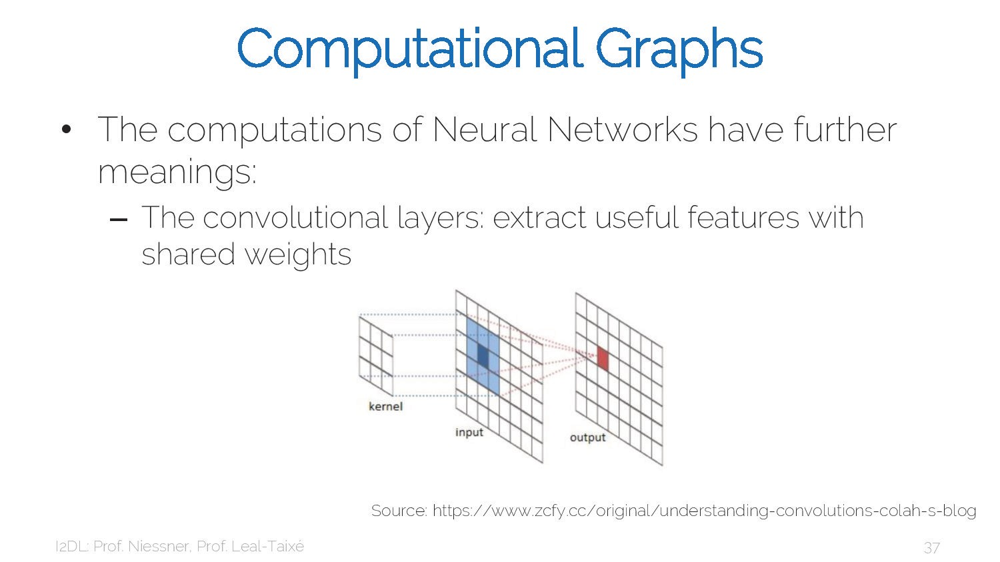 Computational Graphs
• The computations of Neural Networks have further
meanings:
– The convolutional layers: extract useful features with
shared weights
kernel
input
output
Source: https://www.zcfy.cc/original/understanding-convolutions-colah-s-blog
I2DL: Prof. Niessner, Prof. Leal-Taixé
37